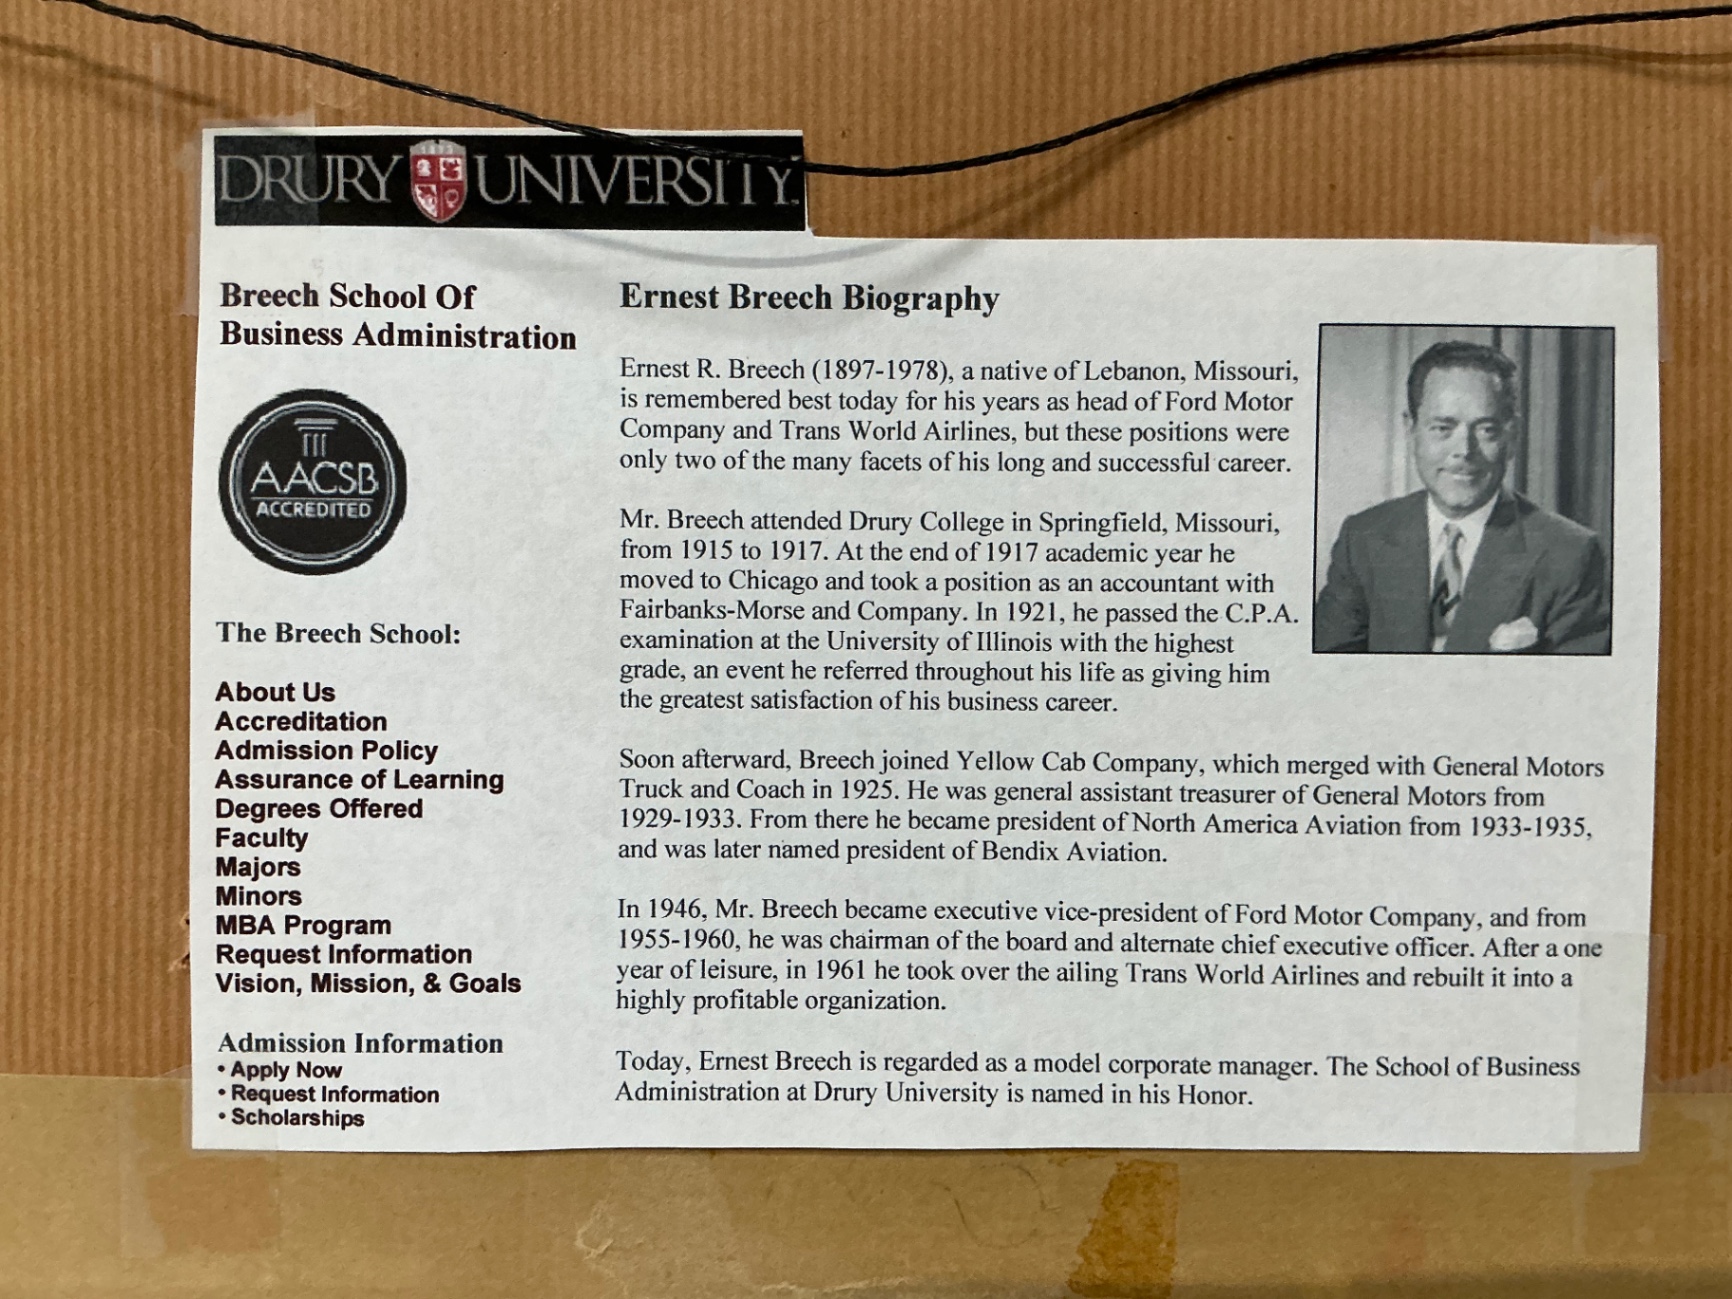 DRURY UNIVERSITY
Breech School Of
Business Administration
AACSB
ACCREDITED
The Breech School:
About Us
Accreditation
Admission Policy
Assurance of Learning
Degrees Offered
Faculty
Majors
Minors
MBA Program
Request Information
Vision, Mission, & Goals
Admission Information
• Apply Now
• Request Information
• Scholarships
Ernest Breech Biography
Ernest R. Breech (1897-1978), a native of Lebanon, Missouri,
is remembered best today for his years as head of Ford Motor
Company and Trans World Airlines, but these positions were
only two of the many facets of his long and successful career.
Mr. Breech attended Drury College in Springfield, Missouri,
from 1915 to 1917. At the end of 1917 academic year he
moved to Chicago and took a position as an accountant with
Fairbanks-Morse and Company. In 1921, he passed the C.P.A.
examination at the University of Illinois with the highest
grade, an event he referred throughout his life as giving him
the greatest satisfaction of his business career.
Soon afterward, Breech joined Yellow Cab Company, which merged with General Motors
Truck and Coach in 1925. He was general assistant treasurer of General Motors from
1929-1933. From there he became president of North America Aviation from 1933-1935,
and was later named president of Bendix Aviation.
In 1946, Mr. Breech became executive vice-president of Ford Motor Company, and from
1955-1960, he was chairman of the board and alternate chief executive officer. After a one
year of leisure, in 1961 he took over the ailing Trans World Airlines and rebuilt it into a
highly profitable organization.
Today, Ernest Breech is regarded as a model corporate manager. The School of Business
Administration at Drury University is named in his Honor.